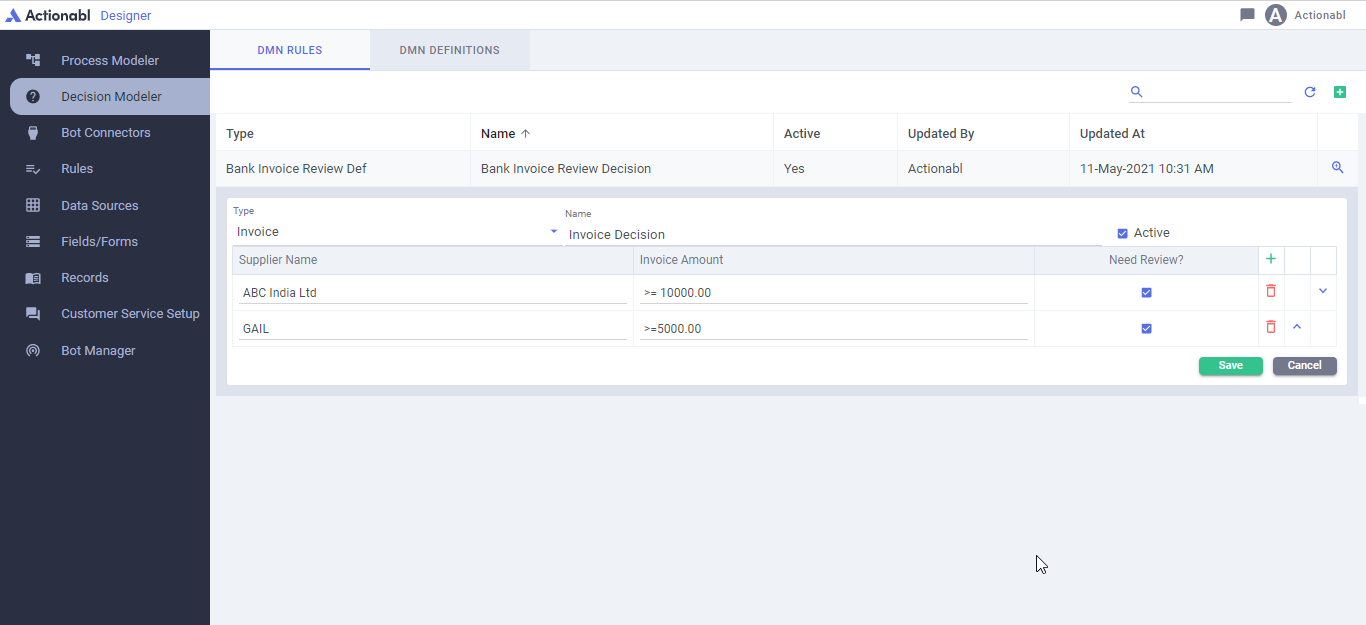 Actionabl Designer
A Actionabl
Process Modeler
Decision Modeler
Bot Connectors
Rules
Data Sources
Fields/Forms
Records
Customer Service Setup
Bot Manager
DMN RULES DMN DEFINITIONS
Type Name Active Updated By Updated At
Bank Invoice Review Def Bank Invoice Review Decision Yes Actionabl 11-May-2021 10:31 AM
Type Name
Invoice Invoice Decision Active
Supplier Name Invoice Amount Need Review?
ABC India Ltd >= 10000.00
GAIL >=5000.00
Save Cancel